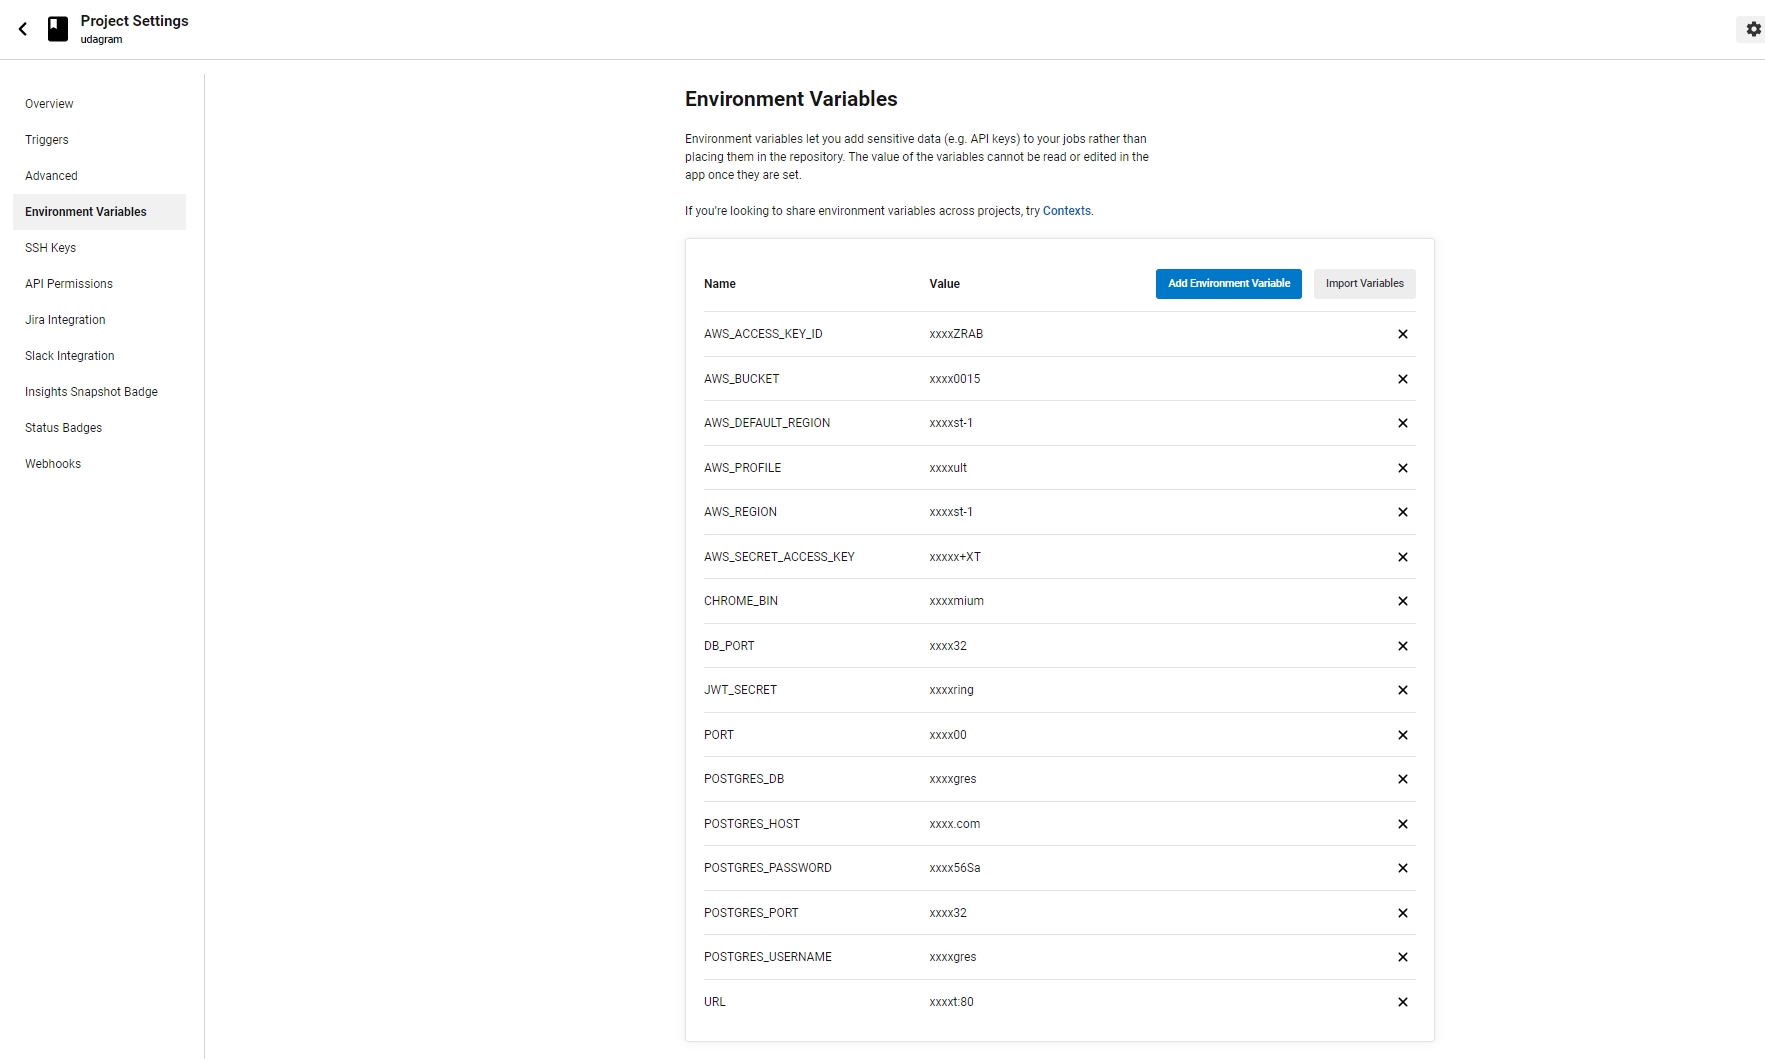 Project Settings
udagram
Overview
Triggers
Advanced
Environment Variables
SSH Keys
API Permissions
Jira Integration
Slack Integration
Insights Snapshot Badge
Status Badges
Webhooks
Environment Variables
Environment variables let you add sensitive data (e.g. API keys) to your jobs rather than
placing them in the repository. The value of the variables cannot be read or edited in the
app once they are set.
If you're looking to share environment variables across projects, try Contexts.
Name Value Add Environment Variable Import Variables
AWS_ACCESS_KEY_ID xxxxZRAB
AWS_BUCKET xxxx0015
AWS_DEFAULT_REGION xxxxst-1
AWS_PROFILE xxxxult
AWS_REGION xxxxst-1
AWS_SECRET_ACCESS_KEY xxxxx+XT
CHROME_BIN xxxxmium
DB_PORT xxxx32
JWT_SECRET xxxxring
PORT xxxx00
POSTGRES_DB xxxxgres
POSTGRES_HOST xxxx.com
POSTGRES_PASSWORD xxxx56Sa
POSTGRES_PORT xxxx32
POSTGRES_USERNAME xxxxgres
URL xxxxt:80